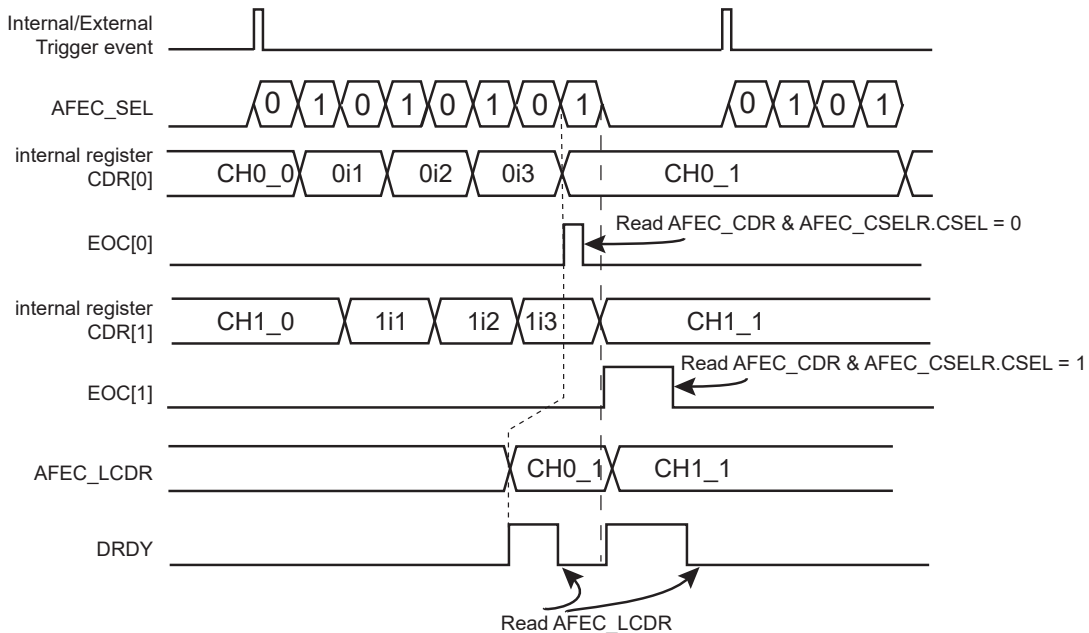 Internal/External
Trigger event
AFEC_SEL
0 1 0 1 0 1 0 1 0 1 0 1
internal register
CDR[0]
CH0_0 0i1 0i2 0i3 CH0_1
Read AFEC_CDR & AFEC_CSELR.CSEL = 0
EOC[0]
internal register
CDR[1]
CH1_0 1i1 1i2 1i3 CH1_1
Read AFEC_CDR & AFEC_CSELR.CSEL = 1
EOC[1]
AFEC_LCDR
CH0_1 CH1_1
DRDY
Read AFEC_LCDR